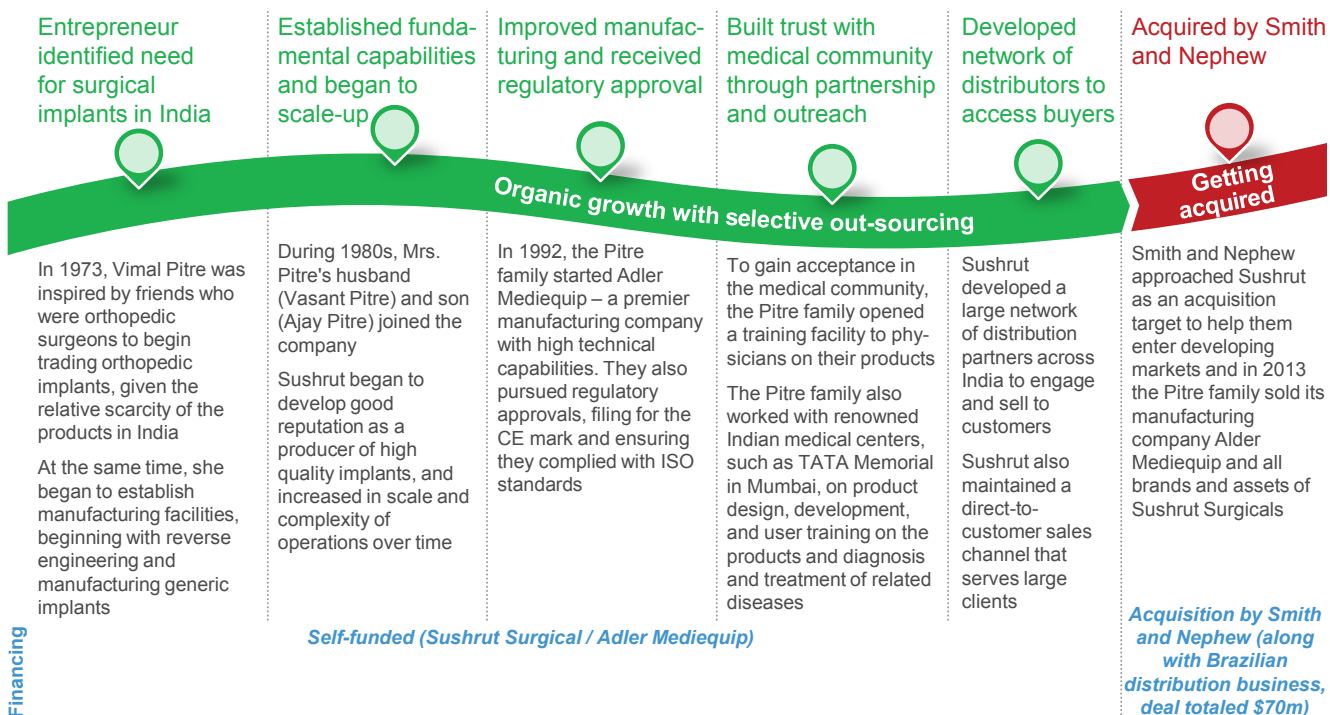 Entrepreneur
identified need
for surgical
implants in India
Established funda-
mental capabilities
and began to
scale-up
Improved manufac-
turing and received
regulatory approval
Built trust with
medical community
through partnership
and outreach
Developed
network of
distributors to
access buyers
Acquired by Smith
and Nephew
Organic growth with selective out-sourcing
Getting
acquired
In 1973, Vimal Pitre was
inspired by friends who
were orthopedic
surgeons to begin
trading orthopedic
implants, given the
relative scarcity of the
products in India
At the same time, she
began to establish
manufacturing facilities,
beginning with reverse
engineering and
manufacturing generic
implants
During 1980s, Mrs.
Pitre's husband
(Vasant Pitre) and son
(Ajay Pitre) joined the
company
Sushrut began to
develop good
reputation as a
producer of high
quality implants, and
increased in scale and
complexity of
operations over time
In 1992, the Pitre
family started Adler
Mediequip – a premier
manufacturing company
with high technical
capabilities. They also
pursued regulatory
approvals, filing for the
CE mark and ensuring
they complied with ISO
standards
To gain acceptance in
the medical community,
the Pitre family opened
a training facility to phy-
sicians on their products
The Pitre family also
worked with renowned
Indian medical centers,
such as TATA Memorial
in Mumbai, on product
design, development,
and user training on the
products and diagnosis
and treatment of related
diseases
Sushrut
developed a
large network
of distribution
partners across
India to engage
and sell to
customers
Sushrut also
maintained a
direct-to-
customer sales
channel that
serves large
clients
Smith and Nephew
approached Sushrut
as an acquisition
target to help them
enter developing
markets and in 2013
the Pitre family sold its
manufacturing
company Alder
Mediequip and all
brands and assets of
Sushrut Surgicals
Financing
Self-funded (Sushrut Surgical / Adler Mediequip)
Acquisition by Smith
and Nephew (along
with Brazilian
distribution business,
deal totaled $70m)